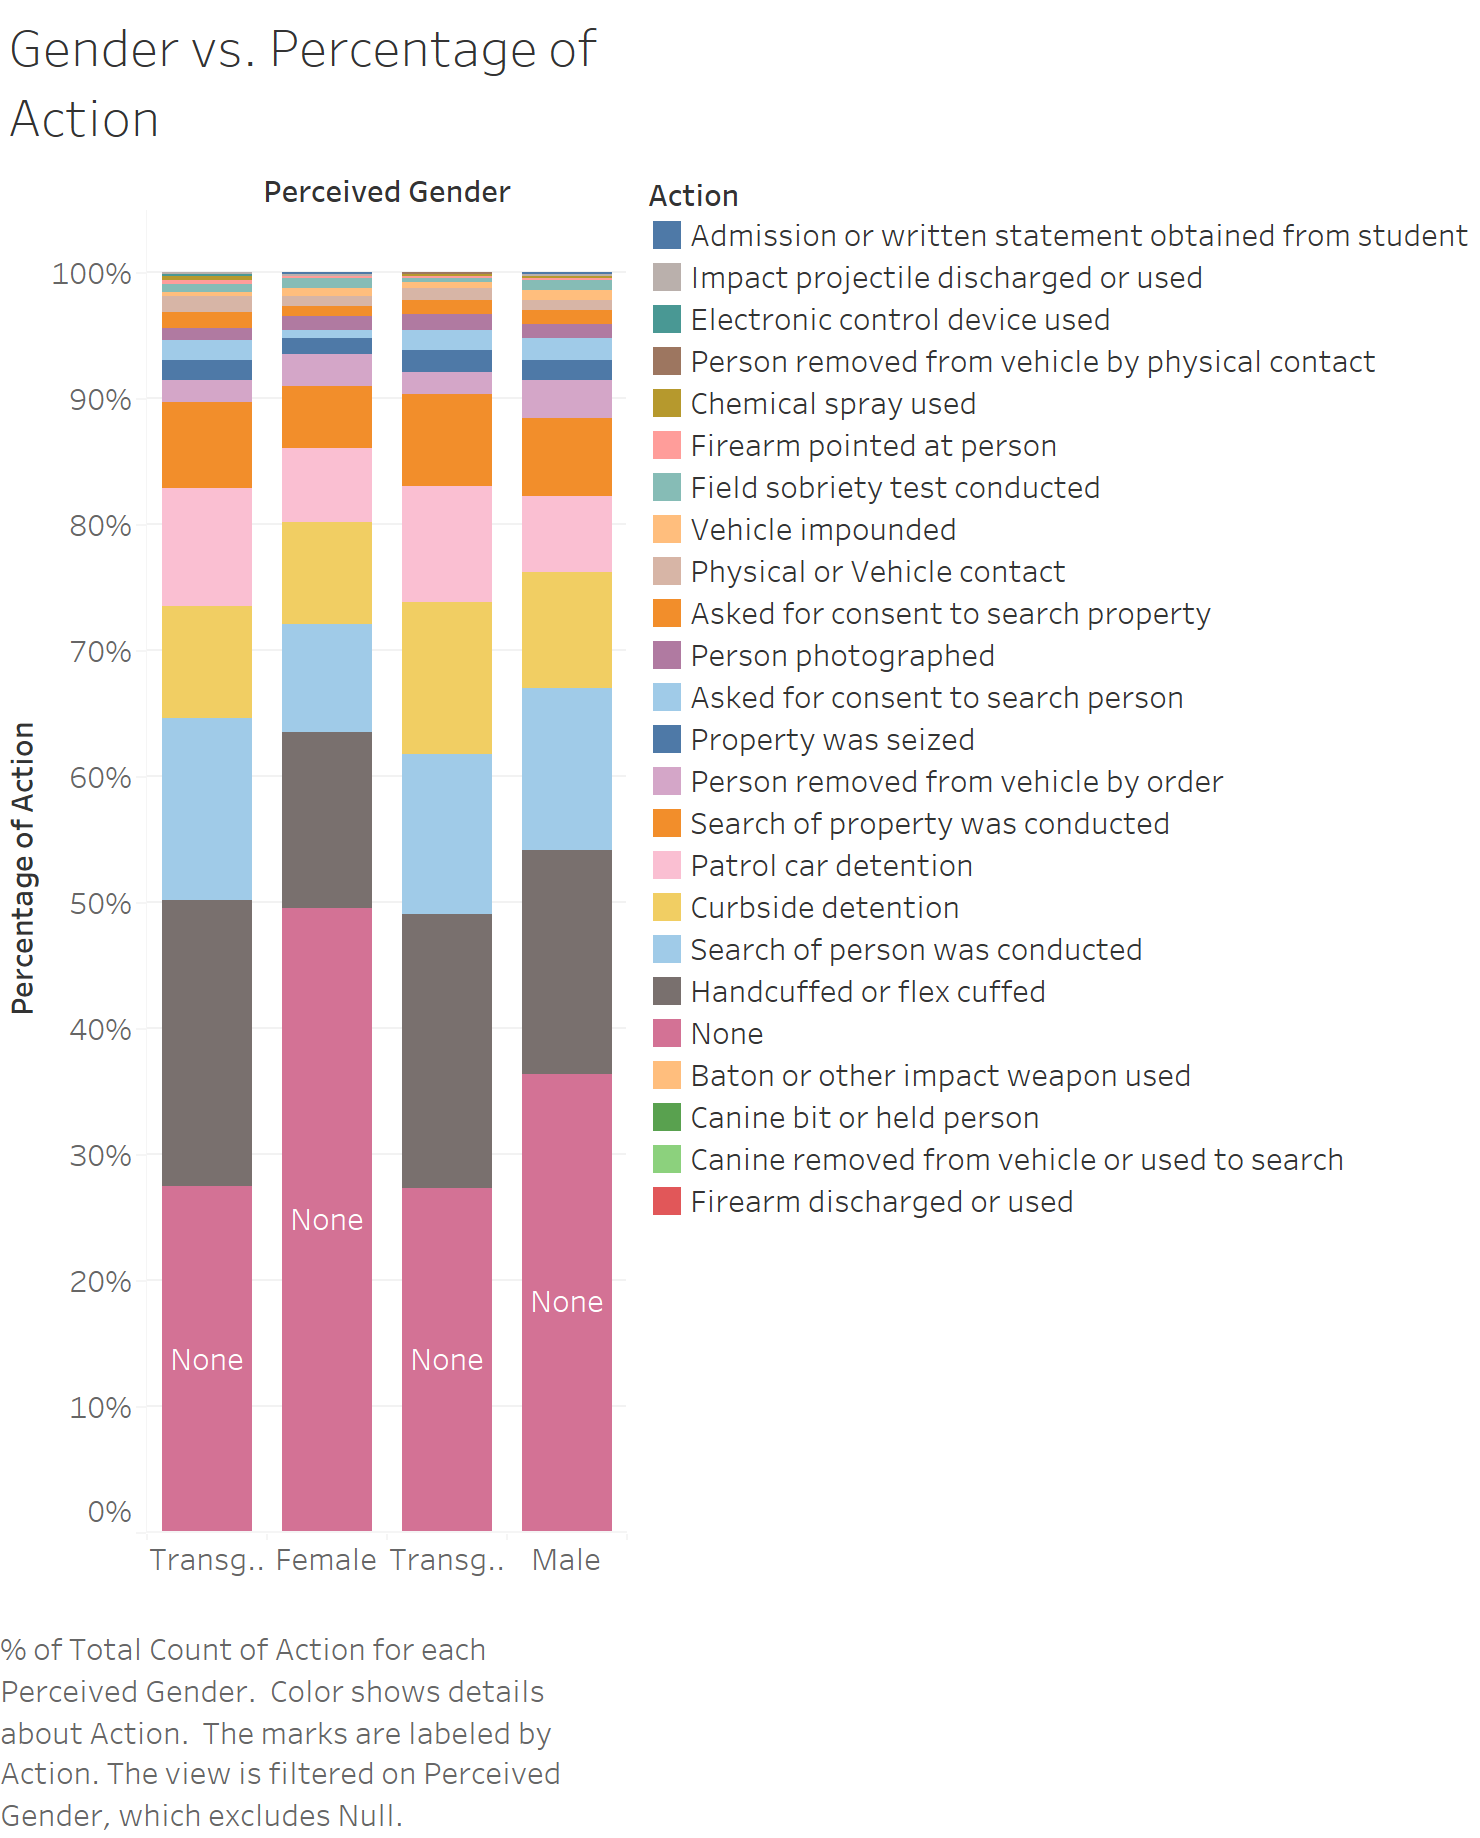 Gender vs. Percentage of
Action
Perceived Gender
Percentage of Action
100%
90%
80%
70%
60%
50%
40%
30%
20%
10%
0%
None
None
None
None
Transg..
Female
Transg..
Male
Action
Admission or written statement obtained from student
Impact projectile discharged or used
Electronic control device used
Person removed from vehicle by physical contact
Chemical spray used
Firearm pointed at person
Field sobriety test conducted
Vehicle impounded
Physical or Vehicle contact
Asked for consent to search property
Person photographed
Asked for consent to search person
Property was seized
Person removed from vehicle by order
Search of property was conducted
Patrol car detention
Curbside detention
Search of person was conducted
Handcuffed or flex cuffed
None
Baton or other impact weapon used
Canine bit or held person
Canine removed from vehicle or used to search
Firearm discharged or used
% of Total Count of Action for each
Perceived Gender.  Color shows details
about Action.  The marks are labeled by
Action. The view is filtered on Perceived
Gender, which excludes Null.